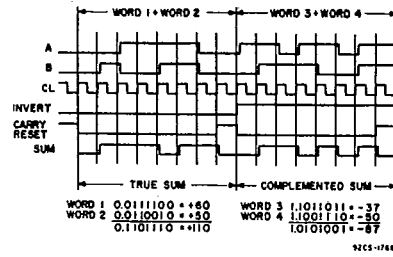 WORD 1+WORD 2 WORD 3+WORD 4
A
B
CL
INVERT
CARRY
RESET
SUM
TRUE SUM COMPLEMENTED SUM
WORD 1 0.0111100 = +60 WORD 3 1.1011011 = -37
WORD 2 0.0110010 = +50 WORD 4 1.1001110 = -50
0.1101110 = +110 1.0101001 = -87